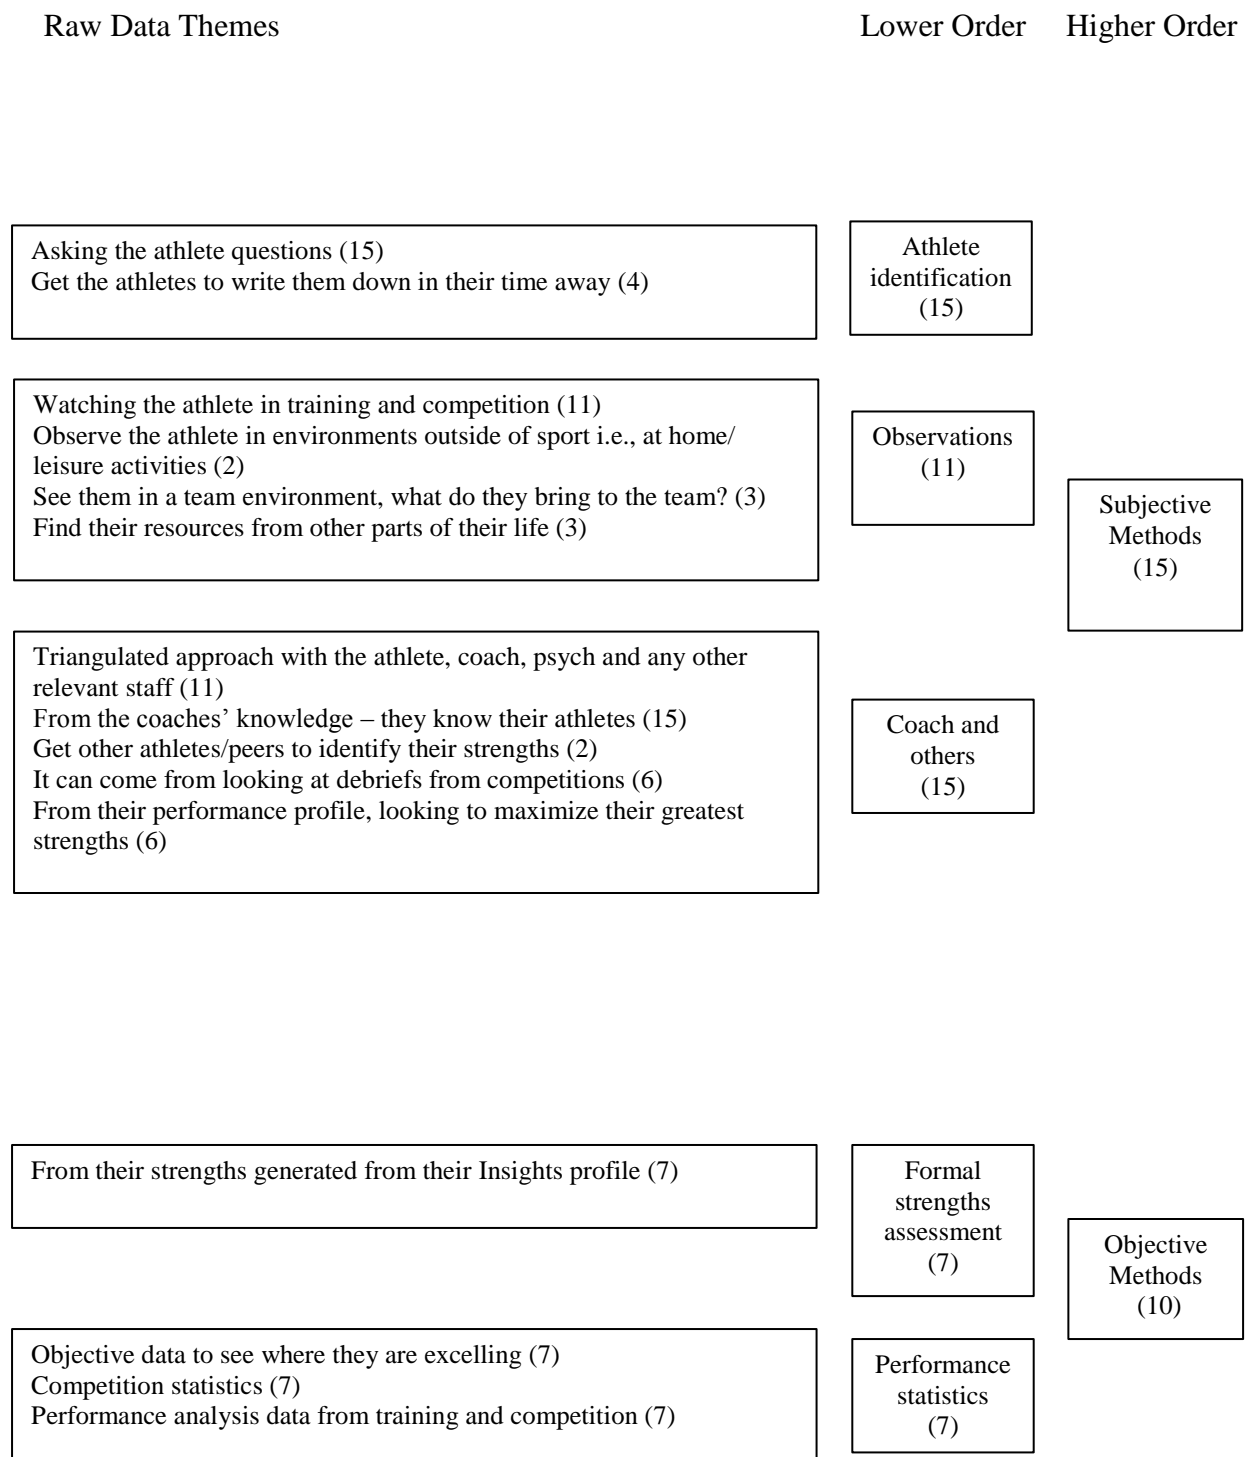 Raw Data Themes
Lower Order
Higher Order
Asking the athlete questions (15)
Get the athletes to write them down in their time away (4)
Athlete
identification
(15)
Watching the athlete in training and competition (11)
Observe the athlete in environments outside of sport i.e., at home/
leisure activities (2)
See them in a team environment, what do they bring to the team? (3)
Find their resources from other parts of their life (3)
Observations
(11)
Subjective
Methods
(15)
Triangulated approach with the athlete, coach, psych and any other
relevant staff (11)
From the coaches’ knowledge – they know their athletes (15)
Get other athletes/peers to identify their strengths (2)
It can come from looking at debriefs from competitions (6)
From their performance profile, looking to maximize their greatest
strengths (6)
Coach and
others
(15)
From their strengths generated from their Insights profile (7)
Formal
strengths
assessment
(7)
Objective
Methods
(10)
Objective data to see where they are excelling (7)
Competition statistics (7)
Performance analysis data from training and competition (7)
Performance
statistics
(7)